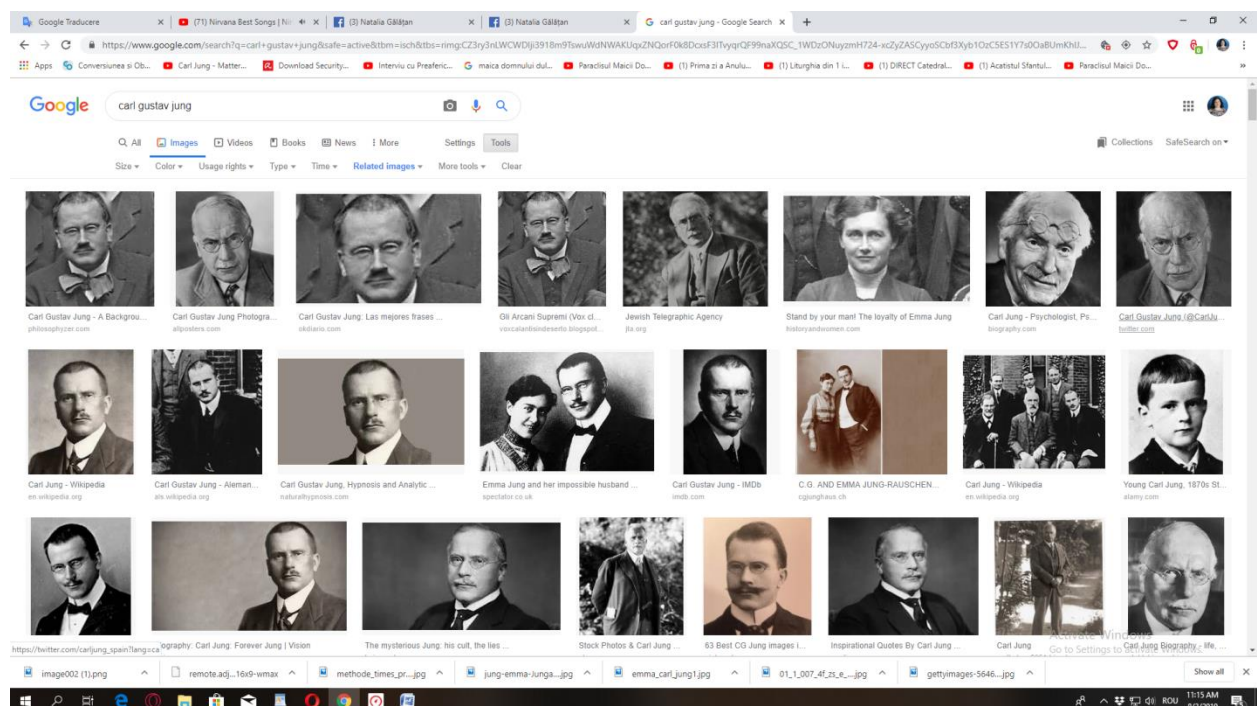 Google Traducere
(71) Nirvana Best Songs | Nir
(3) Natalia Gălățan
(3) Natalia Gălățan
carl gustav jung - Google Search
Apps
Conversiunea si Ob...
Carl Jung - Matter...
Download Security...
Interviu cu Preaferic...
maica domnului dul...
Paraclisul Maicii Do...
(1) Prima zi a Anulu...
(1) Liturghia din 1 i...
(1) DIRECT Catedral...
(1) Acatistul Sfantul...
Paraclisul Maicii Do...
Google
carl gustav jung
All Images Videos Books News More Settings Tools
Collections SafeSearch on
Size Color Usage rights Type Time Related images More tools Clear
Carl Gustav Jung - A Backgrou...
philosophyzer.com
Carl Gustav Jung Photogra...
allposters.com
Carl Gustav Jung: Las mejores frases ...
okdiario.com
Gli Arcani Supremi (Vox cl...
voxcalantisindeserto.blogspot...
Jewish Telegraphic Agency
jta.org
Stand by your man! The loyalty of Emma Jung
historyandwomen.com
Carl Jung - Psychologist, Ps...
biography.com
Carl Gustav Jung (@CarlJu...
twitter.com
Carl Jung - Wikipedia
en.wikipedia.org
Carl Gustav Jung - Aleman...
als.wikipedia.org
Carl Gustav Jung, Hypnosis and Analytic ...
naturalhypnosis.com
Emma Jung and her impossible husband ...
spectator.co.uk
Carl Gustav Jung - IMDb
imdb.com
C.G. AND EMMA JUNG-RAUSCHEN...
cgjunghaus.ch
Carl Jung - Wikipedia
en.wikipedia.org
Young Carl Jung, 1870s St...
alamy.com
https://twitter.com/carljung_spain?lang=ca
ography: Carl Jung: Forever Jung | Vision
The mysterious Jung: his cult, the lies ...
Stock Photos & Carl Jung ...
63 Best CG Jung images i...
Inspirational Quotes By Carl Jung ...
Carl Jung
Carl Jung Biography - life, ...
Activate Windows
Go to Settings to activate Windows.
image002 (1).png
remote.adj...16x9-wmax
methode_times_pr....jpg
jung-emma-Junga...jpg
emma_carl_jung1.jpg
01_1_007_4f_zs_e_...jpg
gettyimages-5646...jpg
Show all
ROU
11:15 AM